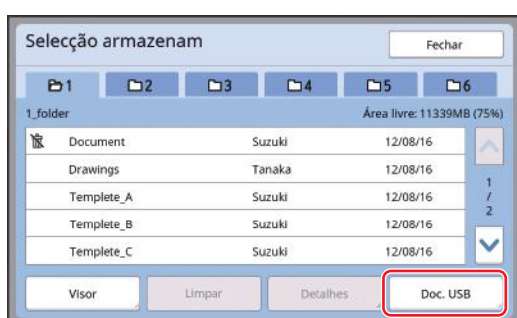 Selecção armazenam
Fechar
1 2 3 4 5 6
1_folder Área livre: 11339MB (75%)
Document Suzuki 12/08/16
Drawings Tanaka 12/08/16
Templete_A Suzuki 12/08/16
Templete_B Suzuki 12/08/16
Templete_C Suzuki 12/08/16
1
/
2
Visor Limpar Detalhes Doc. USB